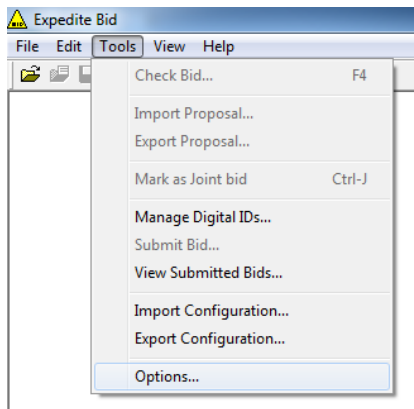 BID Expedite Bid
File Edit Tools View Help
Check Bid... F4
Import Proposal...
Export Proposal...
Mark as Joint bid Ctrl-J
Manage Digital IDs...
Submit Bid...
View Submitted Bids...
Import Configuration...
Export Configuration...
Options...